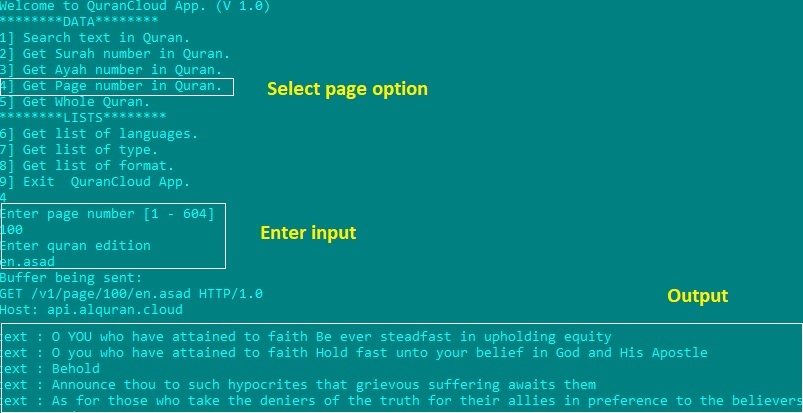 Welcome to QuranCloud App. (V 1.0)
********DATA********
1] Search text in Quran.
2] Get Surah number in Quran.
3] Get Ayah number in Quran.
4] Get Page number in Quran.
Select page option
5] Get Whole Quran.
********LISTS********
6] Get list of languages.
7] Get list of type.
8] Get list of format.
9] Exit  QuranCloud App.
4
Enter page number [1 - 604]
100
Enter input
Enter quran edition
en.asad
Buffer being sent:
GET /v1/page/100/en.asad HTTP/1.0
Host: api.alquran.cloud
Output
text : O YOU who have attained to faith Be ever steadfast in upholding equity
text : O you who have attained to faith Hold fast unto your belief in God and His Apostle
text : Behold
text : Announce thou to such hypocrites that grievous suffering awaits them
text : As for those who take the deniers of the truth for their allies in preference to the believers